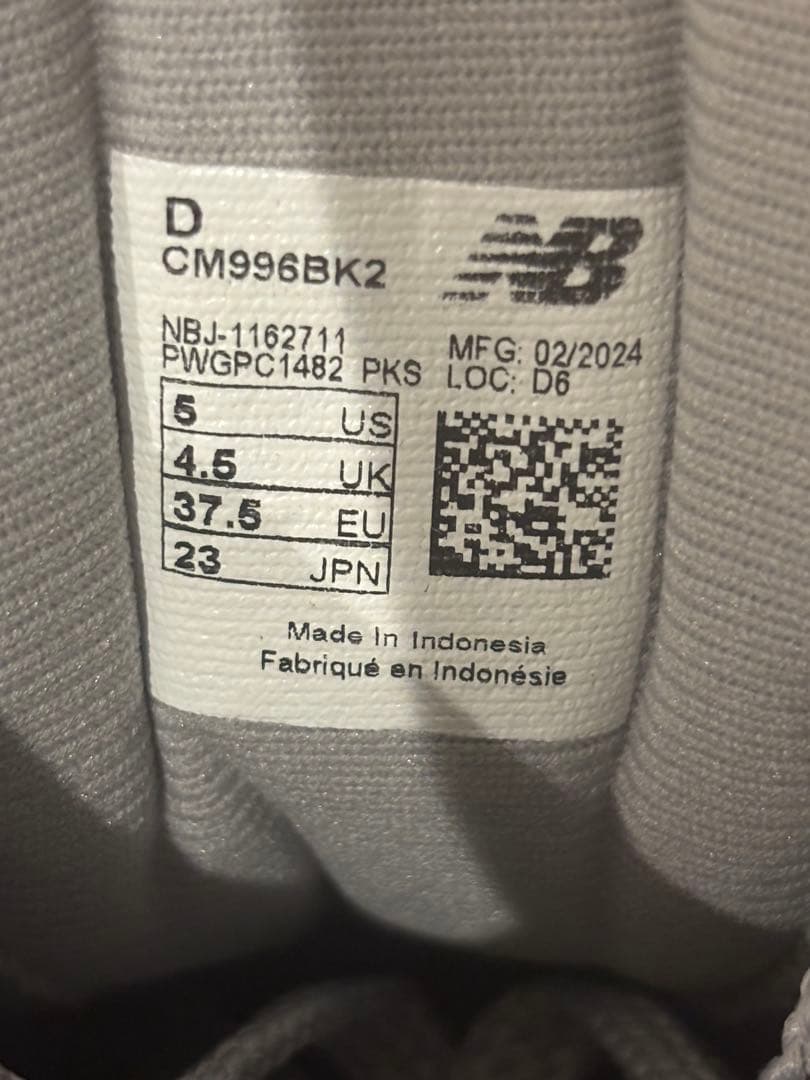 D
CM996BK2
NB
NBJ-1162711
PWGPC1482 PKS
MFG: 02/2024
LOC: D6
5 US
4.5 UK
37.5 EU
23 JPN
Made In Indonesia
Fabriqué en Indonésie